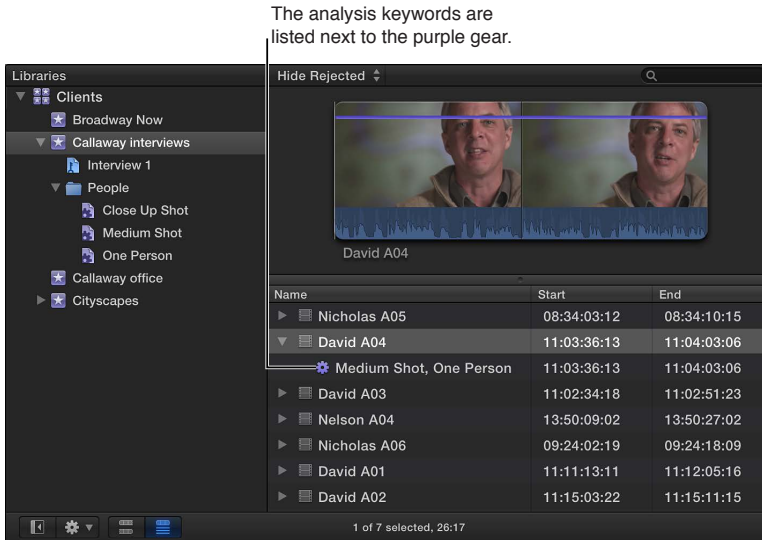 The analysis keywords are
listed next to the purple gear.
Libraries
Hide Rejected
Clients
Broadway Now
Callaway interviews
Interview 1
People
Close Up Shot
Medium Shot
One Person
Callaway office
Cityscapes
David A04
Name Start End
Nicholas A05 08:34:03:12 08:34:10:15
David A04 11:03:36:13 11:04:03:06
Medium Shot, One Person 11:03:36:13 11:04:03:06
David A03 11:02:34:18 11:02:51:23
Nelson A04 13:50:09:02 13:50:27:02
Nicholas A06 09:24:02:19 09:24:18:09
David A01 11:11:13:11 11:12:05:16
David A02 11:15:03:22 11:15:11:15
1 of 7 selected, 26:17